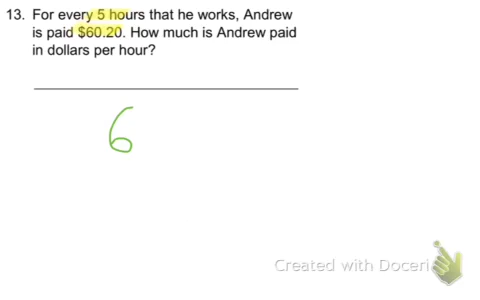 13. For every 5 hours that he works, Andrew
is paid $60.20. How much is Andrew paid
in dollars per hour?
6
Created with Doceri